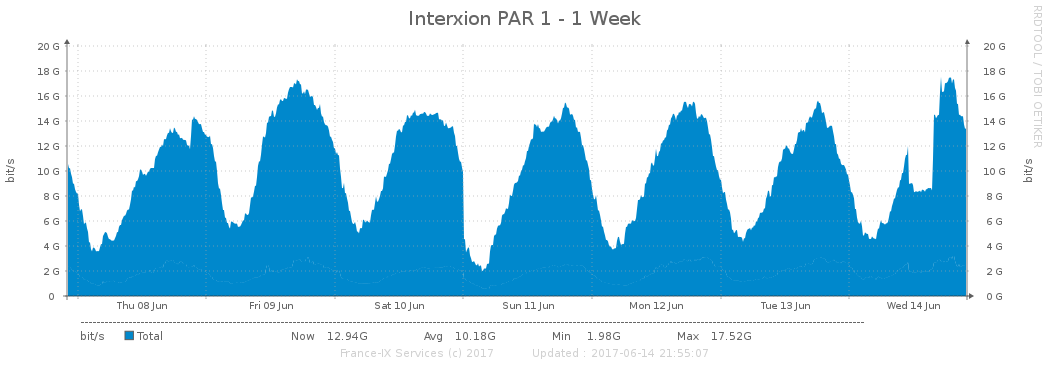 Interxion PAR 1 - 1 Week
RRDTOOL / TOBI OETIKER
20 G 20 G
18 G 18 G
16 G 16 G
14 G 14 G
12 G 12 G
10 G 10 G
8 G 8 G
6 G 6 G
4 G 4 G
2 G 2 G
0 0 G
bit/s
bit/s
Thu 08 Jun Fri 09 Jun Sat 10 Jun Sun 11 Jun Mon 12 Jun Tue 13 Jun Wed 14 Jun
bit/s Total Now 12.94G Avg 10.18G Min 1.98G Max 17.52G
France-IX Services (c) 2017 Updated : 2017-06-14 21:55:07